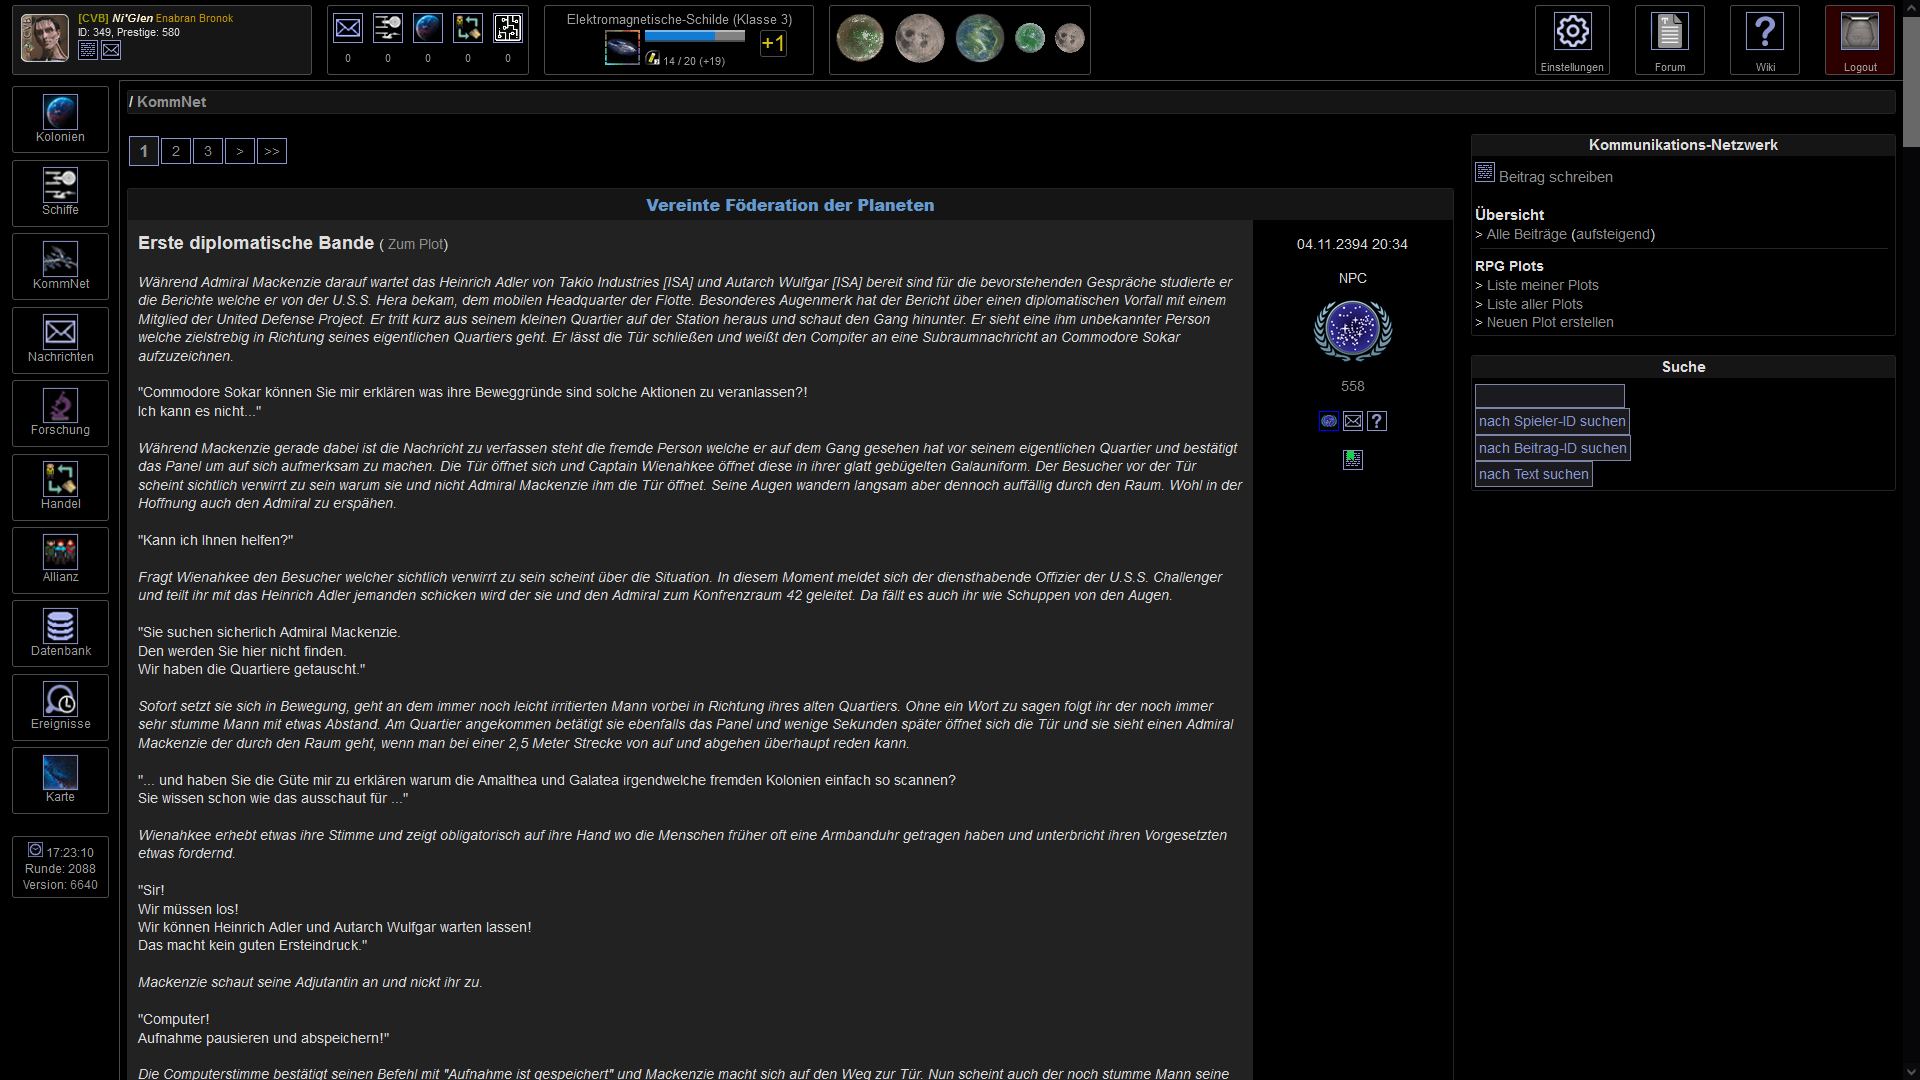 [CVB] Ni'Glen Enabran Bronok
ID: 349, Prestige: 580
0
0
0
0
0
Elektromagnetische-Schilde (Klasse 3)
14 / 20 (+19)
+1
Einstellungen
Forum
Wiki
Logout
Kolonien
Schiffe
KommNet
Nachrichten
Forschung
Handel
Allianz
Datenbank
Ereignisse
Karte
17:23:10
Runde: 2088
Version: 6640
/ KommNet
1 2 3 > >>
Vereinte Föderation der Planeten
Erste diplomatische Bande ( Zum Plot)
Während Admiral Mackenzie darauf wartet das Heinrich Adler von Takio Industries [ISA] und Autarch Wulfgar [ISA] bereit sind für die bevorstehenden Gespräche studierte er
die Berichte welche er von der U.S.S. Hera bekam, dem mobilen Headquarter der Flotte. Besonderes Augenmerk hat der Bericht über einen diplomatischen Vorfall mit einem
Mitglied der United Defense Project. Er tritt kurz aus seinem kleinen Quartier auf der Station heraus und schaut den Gang hinunter. Er sieht eine ihm unbekannter Person
welche zielstrebig in Richtung seines eigentlichen Quartiers geht. Er lässt die Tür schließen und weißt den Compiter an eine Subraumnachricht an Commodore Sokar
aufzuzeichnen.
"Commodore Sokar können Sie mir erklären was ihre Beweggründe sind solche Aktionen zu veranlassen?!
Ich kann es nicht..."
Während Mackenzie gerade dabei ist die Nachricht zu verfassen steht die fremde Person welche er auf dem Gang gesehen hat vor seinem eigentlichen Quartier und bestätigt
das Panel um auf sich aufmerksam zu machen. Die Tür öffnet sich und Captain Wienahkee öffnet diese in ihrer glatt gebügelten Galauniform. Der Besucher vor der Tür
scheint sichtlich verwirrt zu sein warum sie und nicht Admiral Mackenzie ihm die Tür öffnet. Seine Augen wandern langsam aber dennoch auffällig durch den Raum. Wohl in der
Hoffnung auch den Admiral zu erspähen.
"Kann ich Ihnen helfen?"
Fragt Wienahkee den Besucher welcher sichtlich verwirrt zu sein scheint über die Situation. In diesem Moment meldet sich der diensthabende Offizier der U.S.S. Challenger
und teilt ihr mit das Heinrich Adler jemanden schicken wird der sie und den Admiral zum Konfrenzraum 42 geleitet. Da fällt es auch ihr wie Schuppen von den Augen.
"Sie suchen sicherlich Admiral Mackenzie.
Den werden Sie hier nicht finden.
Wir haben die Quartiere getauscht."
Sofort setzt sie sich in Bewegung, geht an dem immer noch leicht irritierten Mann vorbei in Richtung ihres alten Quartiers. Ohne ein Wort zu sagen folgt ihr der noch immer
sehr stumme Mann mit etwas Abstand. Am Quartier angekommen betätigt sie ebenfalls das Panel und wenige Sekunden später öffnet sich die Tür und sie sieht einen Admiral
Mackenzie der durch den Raum geht, wenn man bei einer 2,5 Meter Strecke von auf und abgehen überhaupt reden kann.
"... und haben Sie die Güte mir zu erklären warum die Amalthea und Galatea irgendwelche fremden Kolonien einfach so scannen?
Sie wissen schon wie das ausschaut für ..."
Wienahkee erhebt etwas ihre Stimme und zeigt obligatorisch auf ihre Hand wo die Menschen früher oft eine Armbanduhr getragen haben und unterbricht ihren Vorgesetzten
etwas fordernd.
"Sir!
Wir müssen los!
Wir können Heinrich Adler und Autarch Wulfgar warten lassen!
Das macht kein guten Ersteindruck."
Mackenzie schaut seine Adjutantin an und nickt ihr zu.
"Computer!
Aufnahme pausieren und abspeichern!"
Die Computerstimme bestätigt seinen Befehl mit "Aufnahme ist gespeichert" und Mackenzie macht sich auf den Weg zur Tür. Nun scheint auch der noch stumme Mann seine
04.11.2394 20:34
NPC
558
Kommunikations-Netzwerk
Beitrag schreiben
Übersicht
> Alle Beiträge (aufsteigend)
RPG Plots
> Liste meiner Plots
> Liste aller Plots
> Neuen Plot erstellen
Suche
nach Spieler-ID suchen
nach Beitrag-ID suchen
nach Text suchen